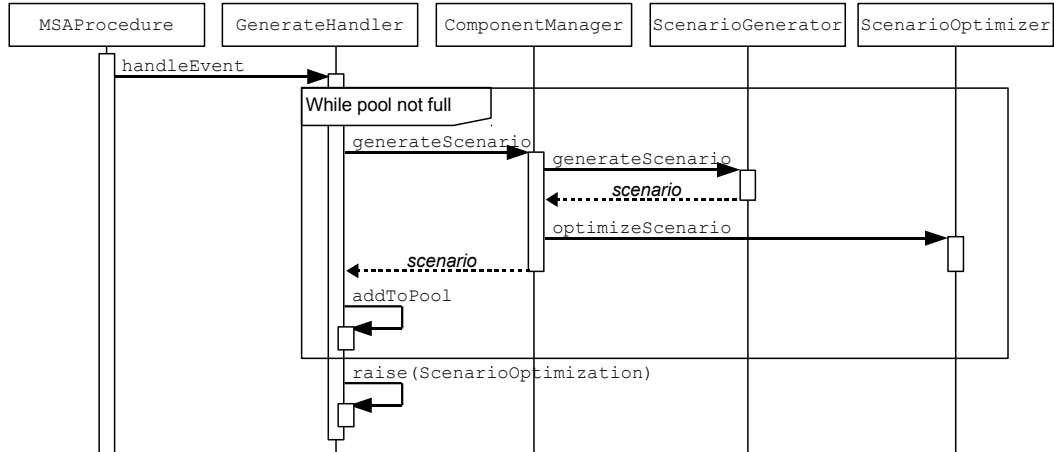 MSAProcedure
GenerateHandler
ComponentManager
ScenarioGenerator
ScenarioOptimizer
handleEvent
While pool not full
generateScenario
generateScenario
scenario
optimizeScenario
scenario
addToPool
raise(ScenarioOptimization)